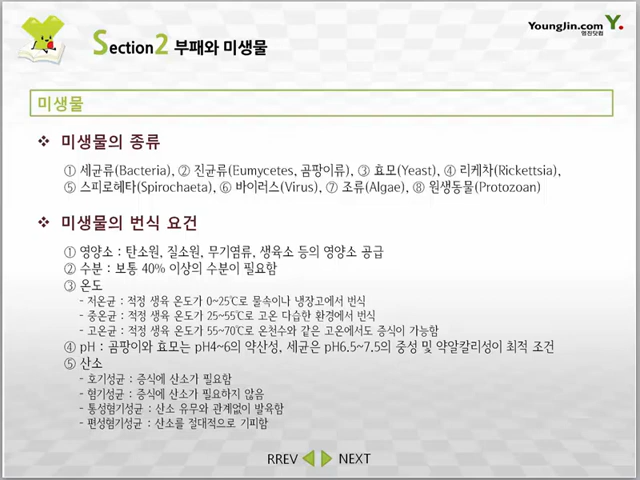 YoungJin.com Y.
영진닷컴
Section2 부패와 미생물
미생물
❖ 미생물의 종류
① 세균류(Bacteria), ② 진균류(Eumycetes, 곰팡이류), ③ 효모(Yeast), ④ 리케차(Rickettsia),
⑤ 스피로헤타(Spirochaeta), ⑥ 바이러스(Virus), ⑦ 조류(Algae), ⑧ 원생동물(Protozoan)
❖ 미생물의 번식 요건
① 영양소 : 탄소원, 질소원, 무기염류, 생육소 등의 영양소 공급
② 수분 : 보통 40% 이상의 수분이 필요함
③ 온도
- 저온균 : 적정 생육 온도가 0~25℃로 물속이나 냉장고에서 번식
- 중온균 : 적정 생육 온도가 25~55℃로 고온 다습한 환경에서 번식
- 고온균 : 적정 생육 온도가 55~70℃로 온천수와 같은 고온에서도 증식이 가능함
④ pH : 곰팡이와 효모는 pH4~6의 약산성, 세균은 pH6.5~7.5의 중성 및 약알칼리성이 최적 조건
⑤ 산소
- 호기성균 : 증식에 산소가 필요함
- 혐기성균 : 증식에 산소가 필요하지 않음
- 통성혐기성균 : 산소 유무와 관계없이 발육함
- 편성혐기성균 : 산소를 절대적으로 기피함
RREV NEXT